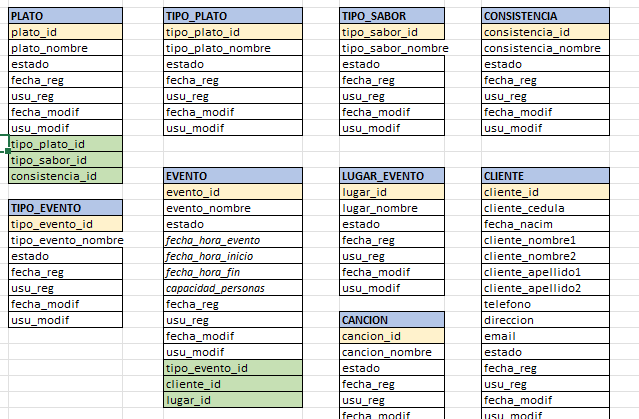 PLATO
plato_id
plato_nombre
estado
fecha_reg
usu_reg
fecha_modif
usu_modif
tipo_plato_id
tipo_sabor_id
consistencia_id
TIPO_PLATO
tipo_plato_id
tipo_plato_nombre
estado
fecha_reg
usu_reg
fecha_modif
usu_modif
TIPO_SABOR
tipo_sabor_id
tipo_sabor_nombre
estado
fecha_reg
usu_reg
fecha_modif
usu_modif
CONSISTENCIA
consistencia_id
consistencia_nombre
estado
fecha_reg
usu_reg
fecha_modif
usu_modif
TIPO_EVENTO
tipo_evento_id
tipo_evento_nombre
estado
fecha_reg
usu_reg
fecha_modif
usu_modif
EVENTO
evento_id
evento_nombre
estado
fecha_hora_evento
fecha_hora_inicio
fecha_hora_fin
capacidad_personas
fecha_reg
usu_reg
fecha_modif
usu_modif
tipo_evento_id
cliente_id
lugar_id
LUGAR_EVENTO
lugar_id
lugar_nombre
estado
fecha_reg
usu_reg
fecha_modif
usu_modif
CANCION
cancion_id
cancion_nombre
estado
fecha_reg
usu_reg
fecha_modif
CLIENTE
cliente_id
cliente_cedula
fecha_nacim
cliente_nombre1
cliente_nombre2
cliente_apellido1
cliente_apellido2
telefono
direccion
email
estado
fecha_reg
usu_reg
fecha_modif
usu_modif